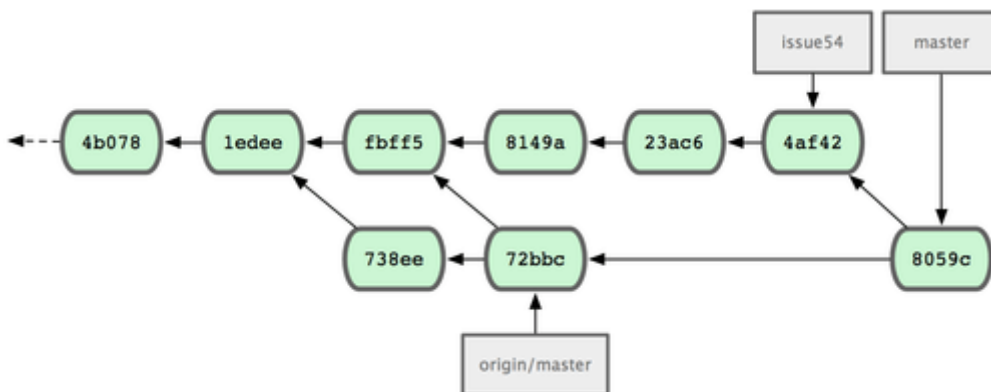 issue54 master
4b078 1edee fbff5 8149a 23ac6 4af42
738ee 72bbc 8059c
origin/master